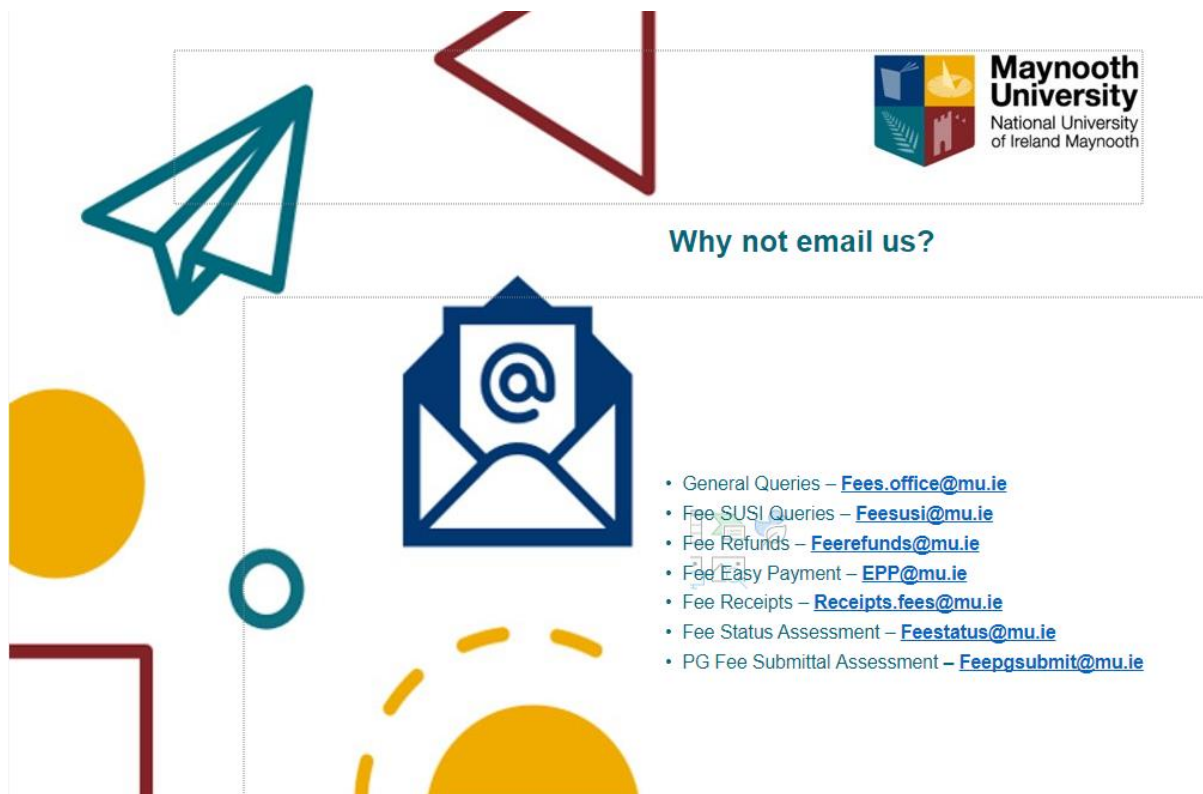 Maynooth
University
National University
of Ireland Maynooth
Why not email us?
@
• General Queries – Fees.office@mu.ie
• Fee SUSI Queries – Feesusi@mu.ie
• Fee Refunds – Feerefunds@mu.ie
• Fee Easy Payment – EPP@mu.ie
• Fee Receipts – Receipts.fees@mu.ie
• Fee Status Assessment – Feestatus@mu.ie
• PG Fee Submittal Assessment – Feepgsubmit@mu.ie